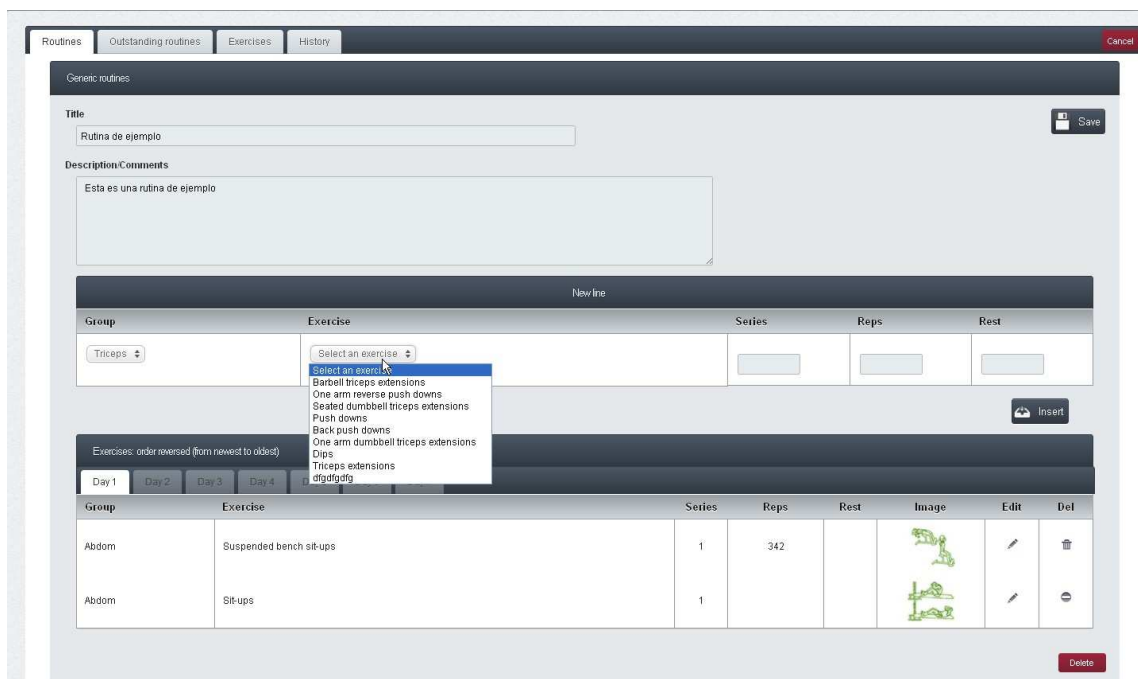 Routines Outstanding routines Exercises History Cancel
Generic routines
Title
Rutina de ejemplo
Save
Description/Comments
Esta es una rutina de ejemplo
New line
Group Exercise Series Reps Rest
Triceps Select an exercise
Select an exercise
Barbell triceps extensions
One arm reverse push downs
Seated dumbbell triceps extensions
Push downs
Back push downs
One arm dumbbell triceps extensions
Dips
Triceps extensions
dfgdfgdfg
Insert
Exercises: order reversed (from newest to oldest)
Day 1 Day 2 Day 3 Day 4
Group Exercise Series Reps Rest Image Edit Del
Abdom Suspended bench sit-ups 1 342
Abdom Sit-ups 1
Delete